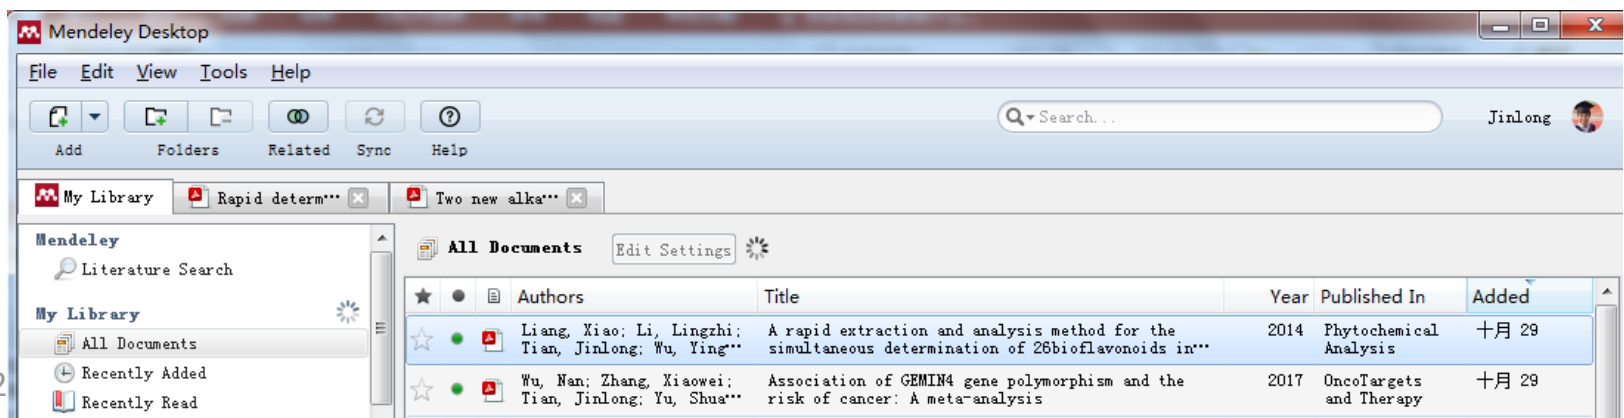 Mendeley Desktop
File Edit View Tools Help
Search...
Jinlong
Add Folders Related Sync Help
My Library Rapid determ··· Two new alka···
Mendeley
Literature Search
My Library
All Documents
Recently Added
Recently Read
All Documents Edit Settings
Authors Title Year Published In Added
Liang, Xiao; Li, Lingzhi; A rapid extraction and analysis method for the 2014 Phytochemical 十月 29
Tian, Jinlong; Wu, Ying··· simultaneous determination of 26bioflavonoids in··· Analysis
Wu, Nan; Zhang, Xiaowei; Association of GEMIN4 gene polymorphism and the 2017 OncoTargets 十月 29
Tian, Jinlong; Yu, Shua··· risk of cancer: A meta-analysis and Therapy